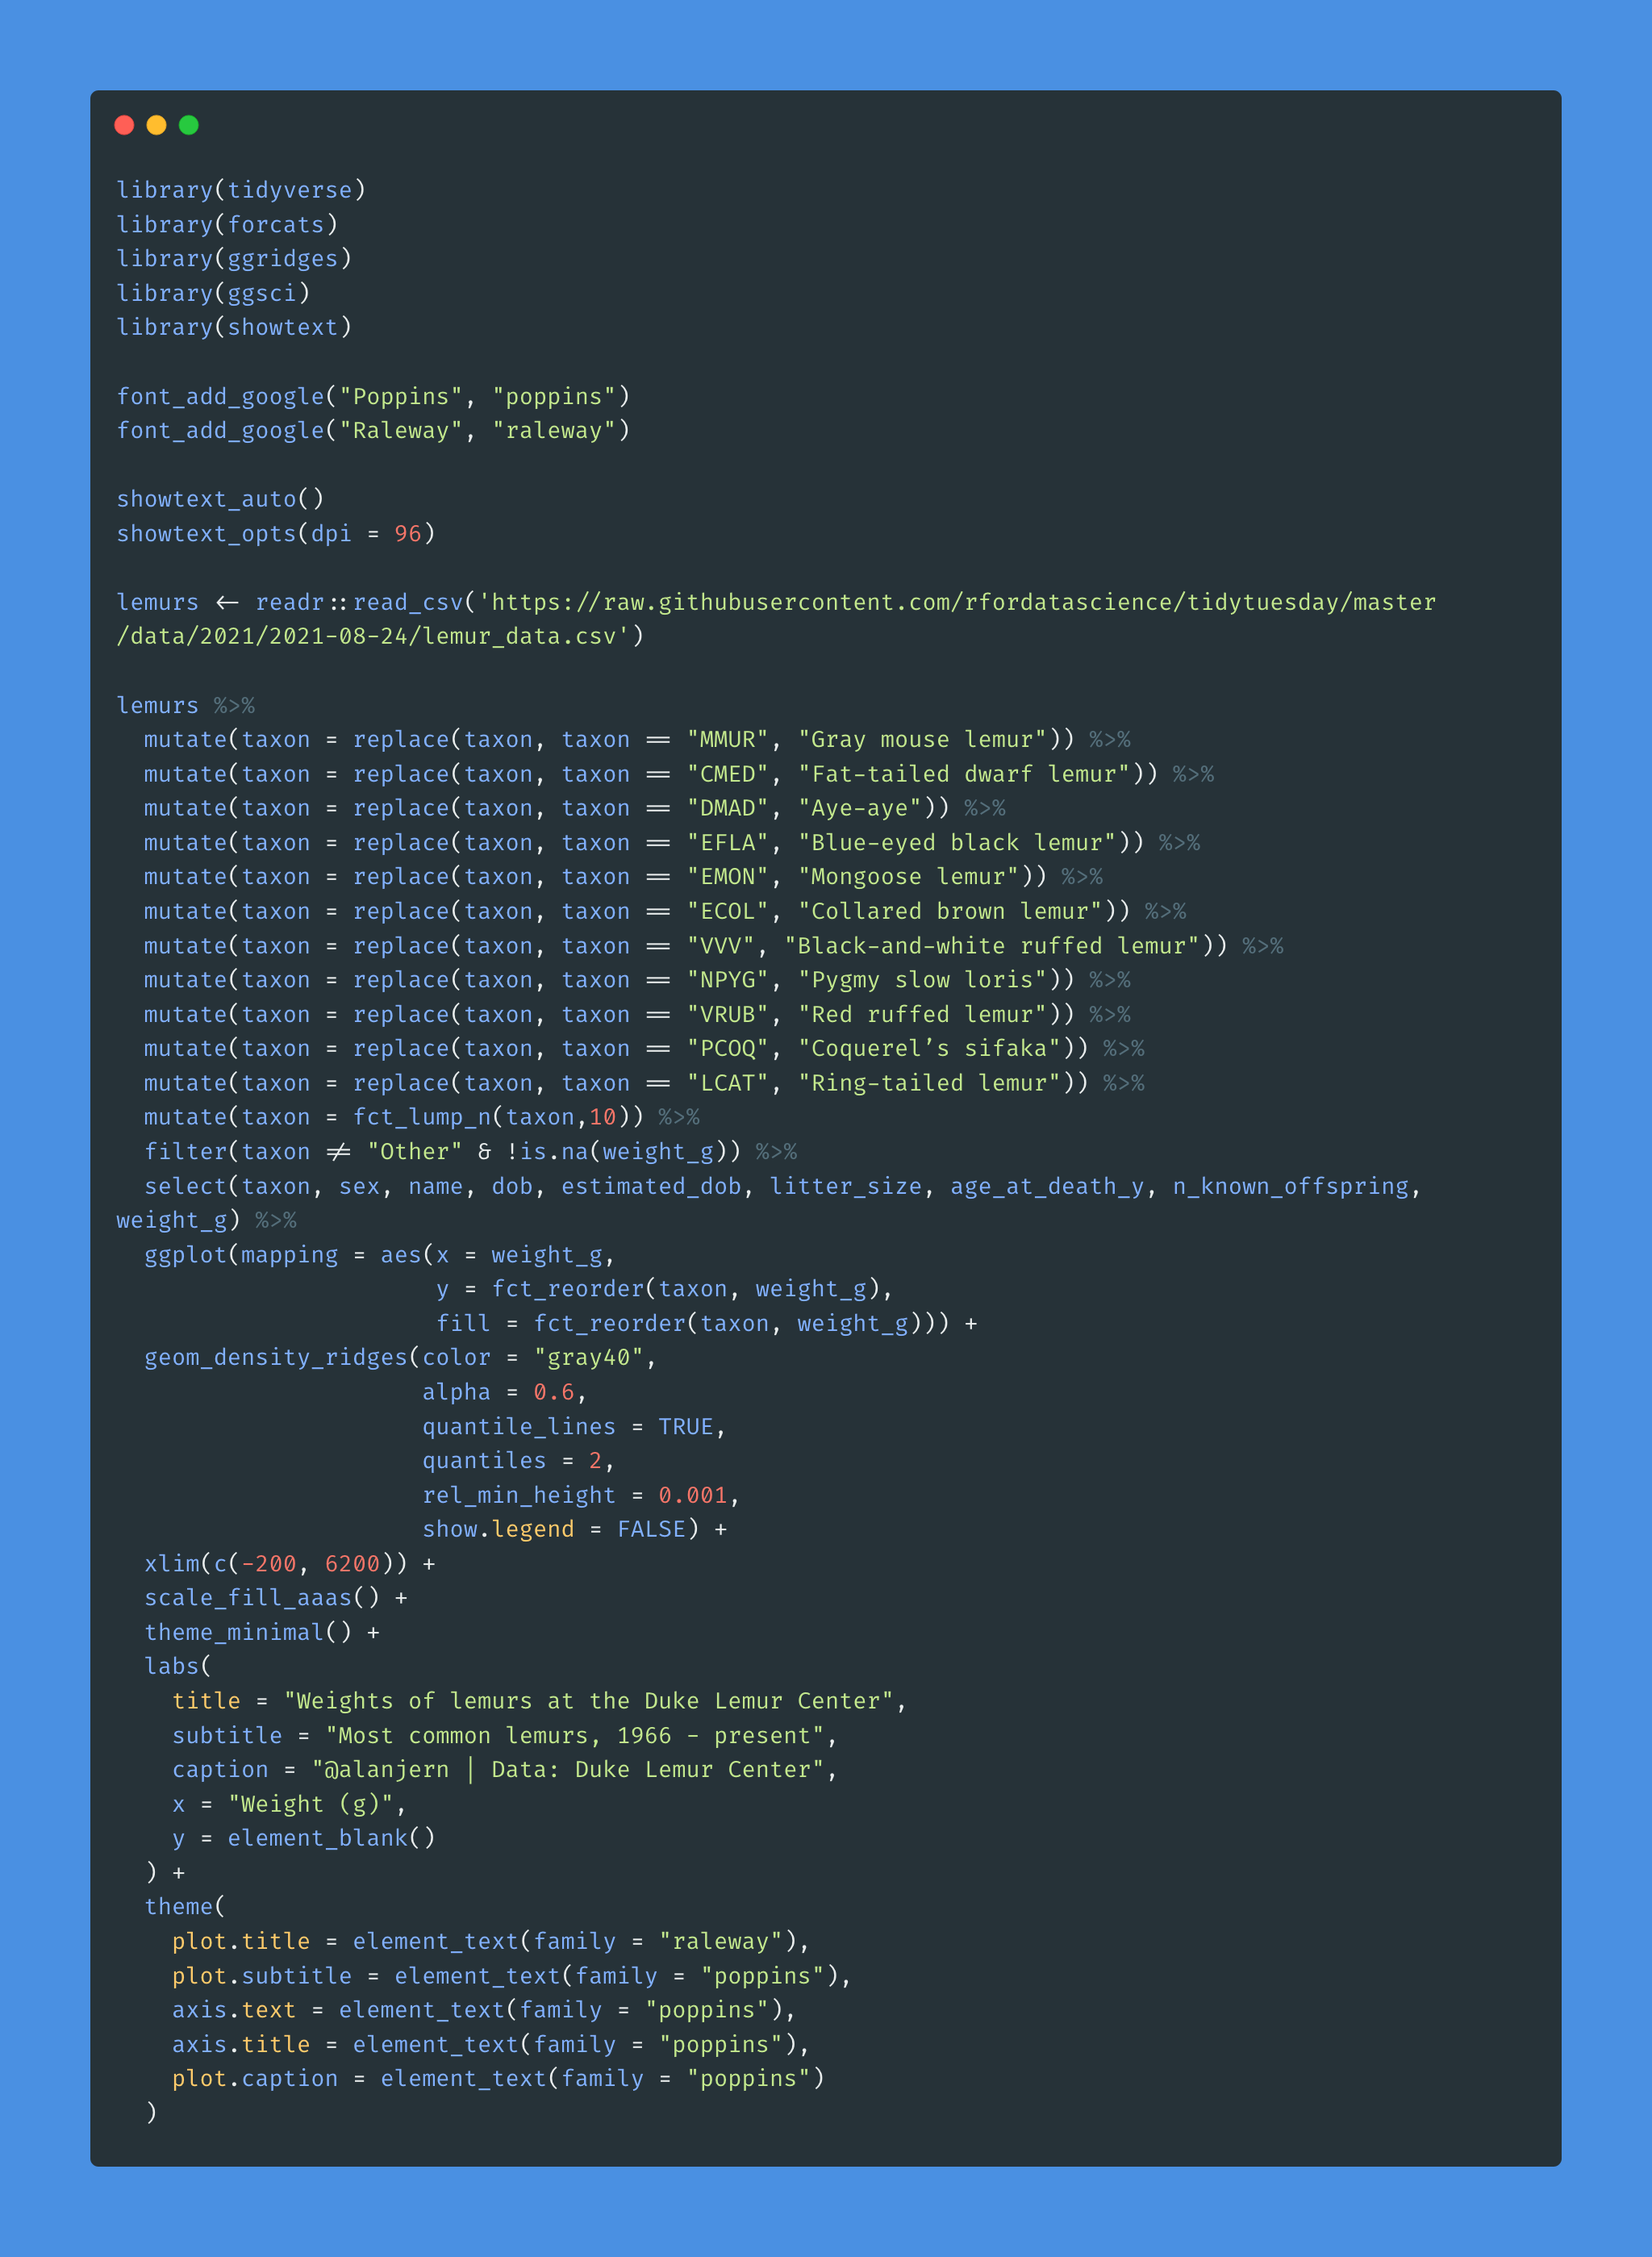 library(tidyverse)
library(forcats)
library(ggridges)
library(ggsci)
library(showtext)

font_add_google("Poppins", "poppins")
font_add_google("Raleway", "raleway")

showtext_auto()
showtext_opts(dpi = 96)

lemurs <- readr::read_csv('https://raw.githubusercontent.com/rfordatascience/tidytuesday/master
/data/2021/2021-08-24/lemur_data.csv')

lemurs %>%
  mutate(taxon = replace(taxon, taxon == "MMUR", "Gray mouse lemur")) %>%
  mutate(taxon = replace(taxon, taxon == "CMED", "Fat-tailed dwarf lemur")) %>%
  mutate(taxon = replace(taxon, taxon == "DMAD", "Aye-aye")) %>%
  mutate(taxon = replace(taxon, taxon == "EFLA", "Blue-eyed black lemur")) %>%
  mutate(taxon = replace(taxon, taxon == "EMON", "Mongoose lemur")) %>%
  mutate(taxon = replace(taxon, taxon == "ECOL", "Collared brown lemur")) %>%
  mutate(taxon = replace(taxon, taxon == "VVV", "Black-and-white ruffed lemur")) %>%
  mutate(taxon = replace(taxon, taxon == "NPYG", "Pygmy slow loris")) %>%
  mutate(taxon = replace(taxon, taxon == "VRUB", "Red ruffed lemur")) %>%
  mutate(taxon = replace(taxon, taxon == "PCOQ", "Coquerel’s sifaka")) %>%
  mutate(taxon = replace(taxon, taxon == "LCAT", "Ring-tailed lemur")) %>%
  mutate(taxon = fct_lump_n(taxon,10)) %>%
  filter(taxon != "Other" & !is.na(weight_g)) %>%
  select(taxon, sex, name, dob, estimated_dob, litter_size, age_at_death_y, n_known_offspring,
weight_g) %>%
  ggplot(mapping = aes(x = weight_g,
                       y = fct_reorder(taxon, weight_g),
                       fill = fct_reorder(taxon, weight_g))) +
  geom_density_ridges(color = "gray40",
                      alpha = 0.6,
                      quantile_lines = TRUE,
                      quantiles = 2,
                      rel_min_height = 0.001,
                      show.legend = FALSE) +
  xlim(c(-200, 6200)) +
  scale_fill_aaas() +
  theme_minimal() +
  labs(
    title = "Weights of lemurs at the Duke Lemur Center",
    subtitle = "Most common lemurs, 1966 - present",
    caption = "@alanjern | Data: Duke Lemur Center",
    x = "Weight (g)",
    y = element_blank()
  ) +
  theme(
    plot.title = element_text(family = "raleway"),
    plot.subtitle = element_text(family = "poppins"),
    axis.text = element_text(family = "poppins"),
    axis.title = element_text(family = "poppins"),
    plot.caption = element_text(family = "poppins")
  )